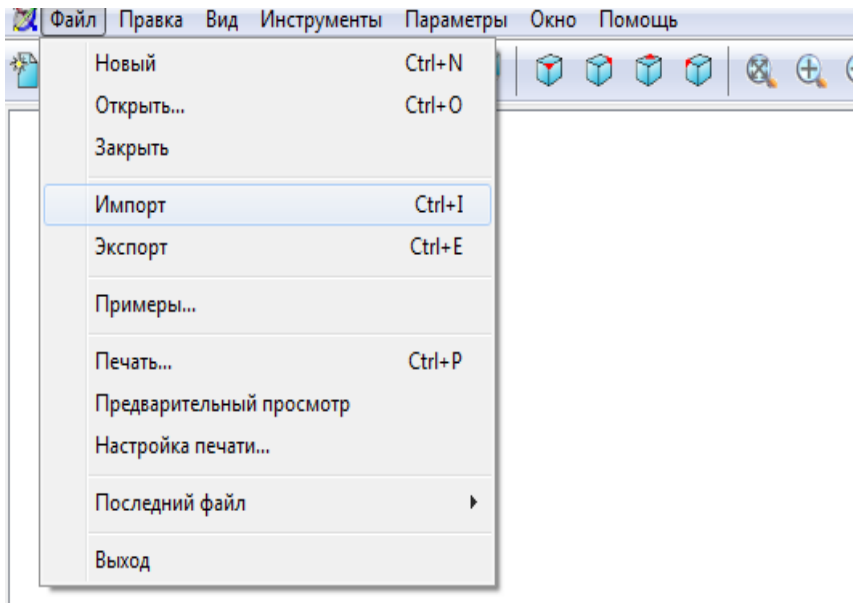 Файл Правка Вид Инструменты Параметры Окно Помощь
Новый Ctrl+N
Открыть... Ctrl+O
Закрыть
Импорт Ctrl+I
Экспорт Ctrl+E
Примеры...
Печать... Ctrl+P
Предварительный просмотр
Настройка печати...
Последний файл
Выход